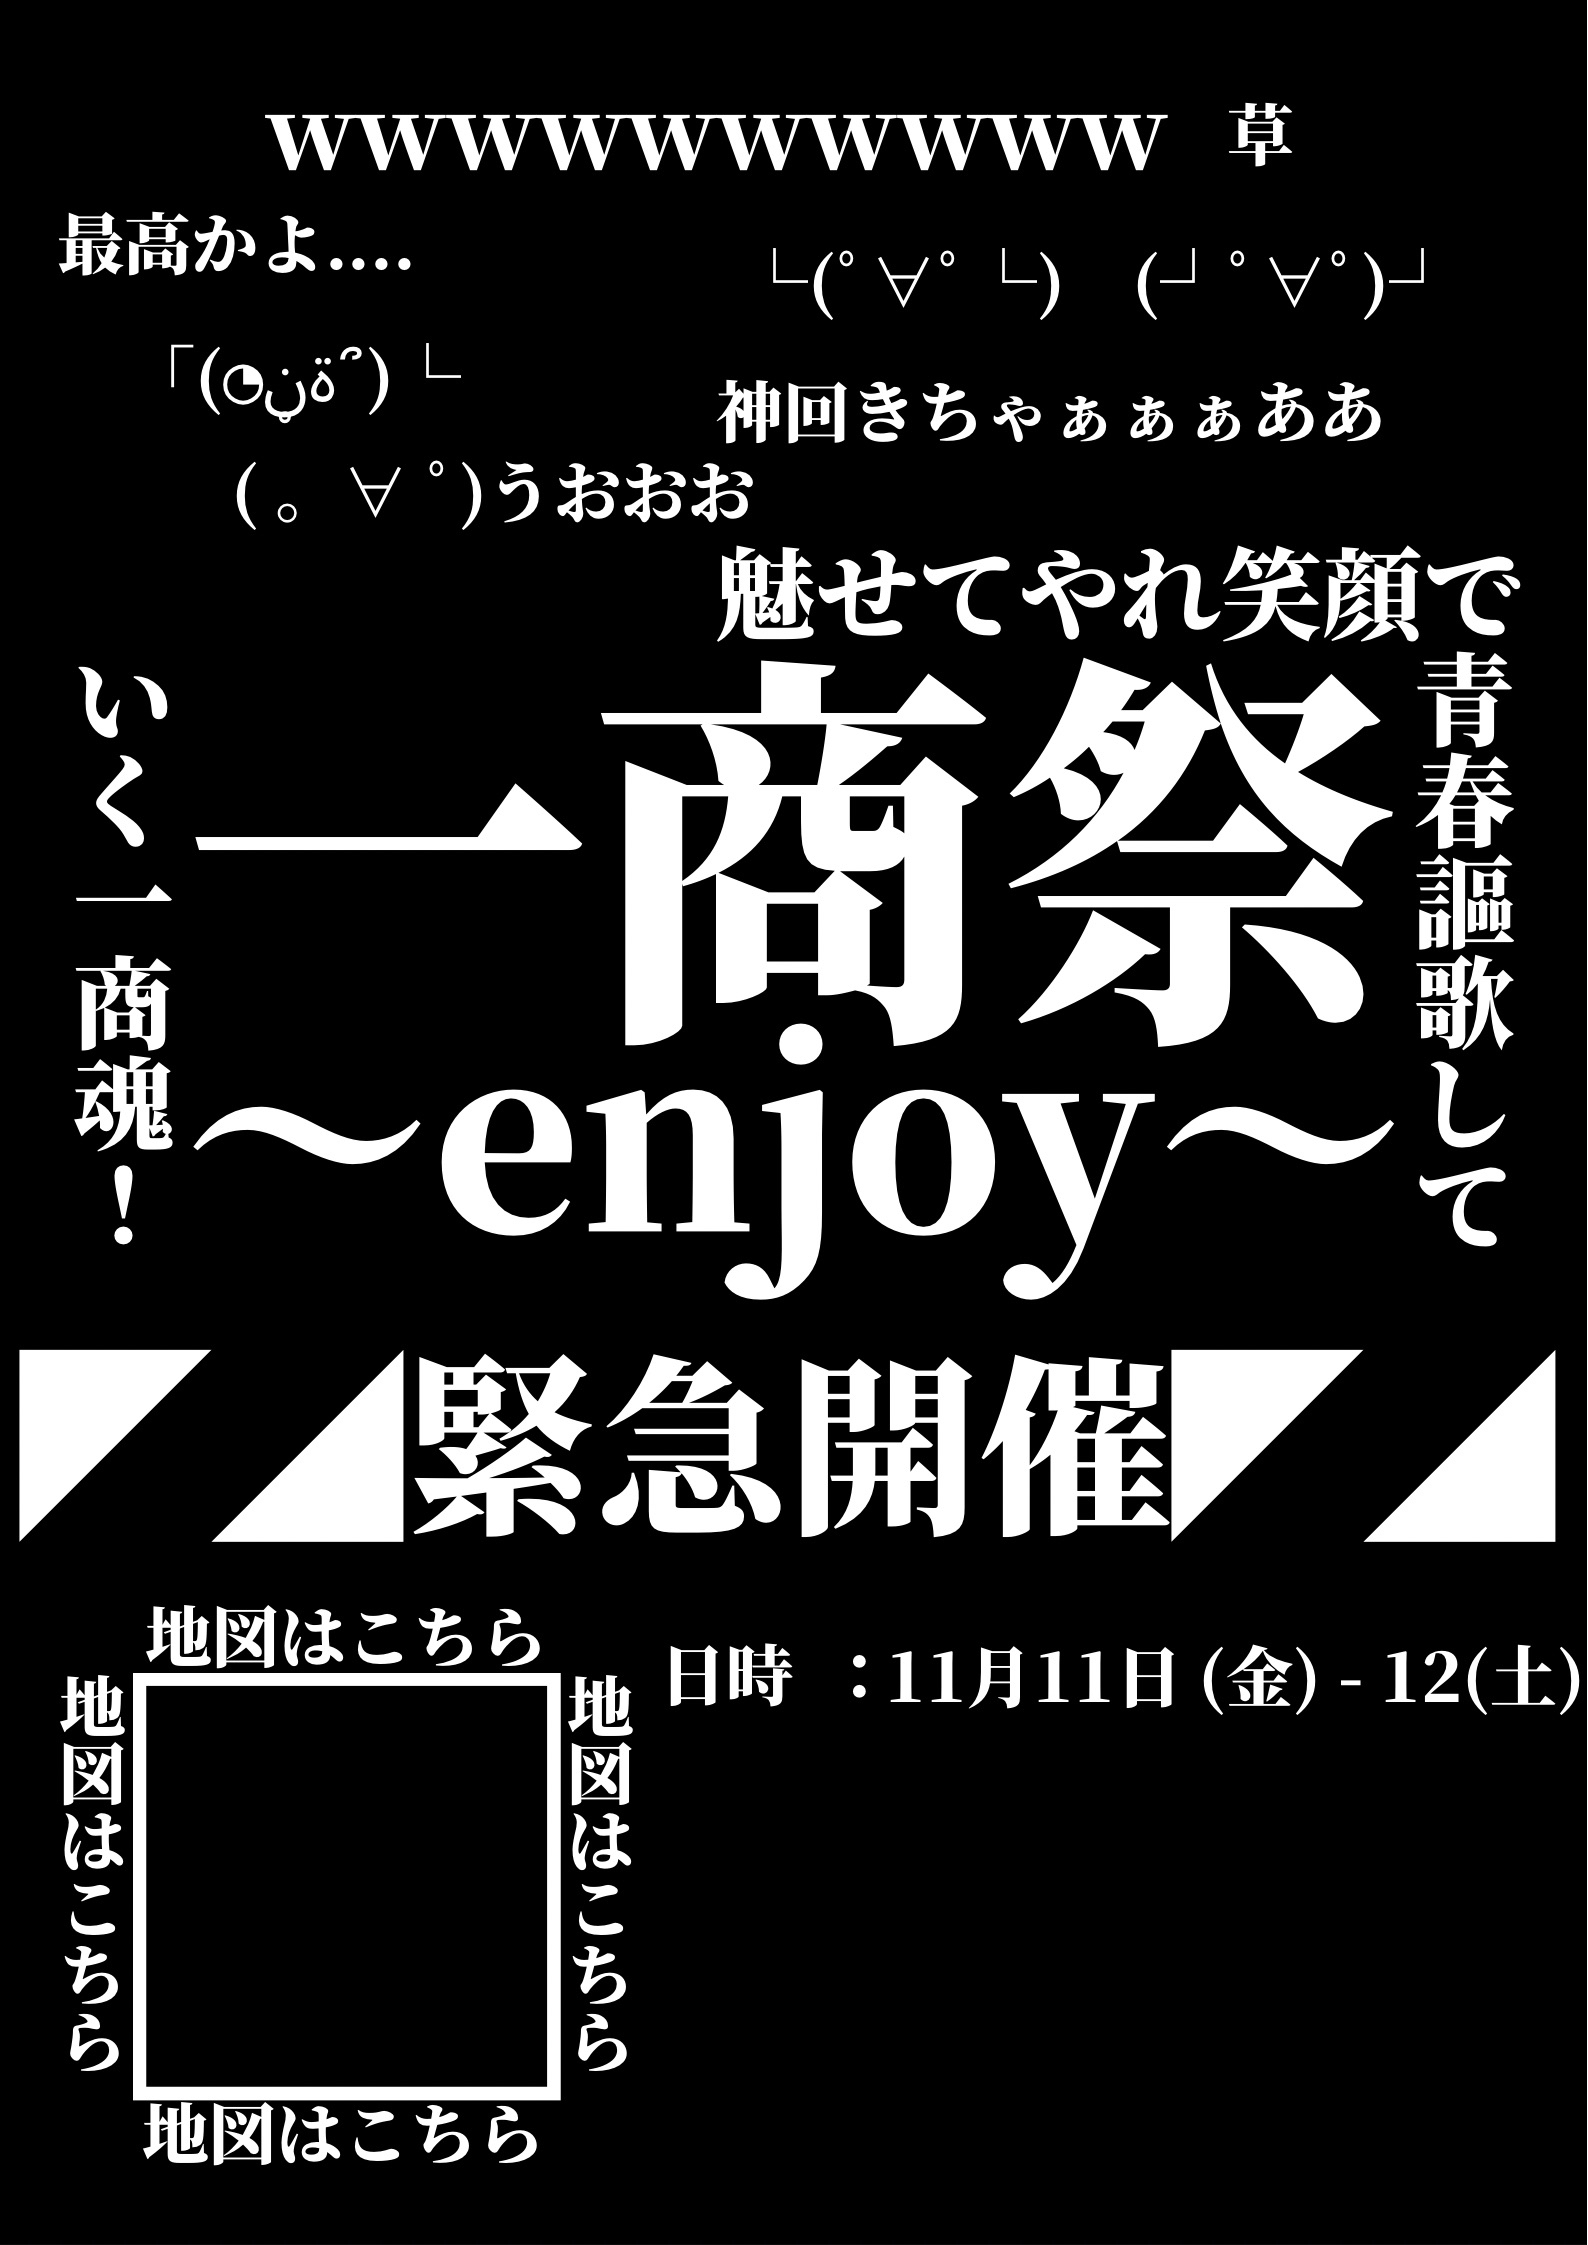 wwwwwwwwww 草
最高かよ....
└(ﾟ∀ﾟ└) (┘ﾟ∀ﾟ)┘
「(◔ڼ◔՞)└
神回きちゃぁぁぁああ
(。∀ﾟ)うおおお
魅せてやれ笑顔で
青春謳歌して
いく一商魂!
一商祭
〜enjoy〜
◤◢緊急開催◤◢
地図はこちら
地図はこちら
地図はこちら
地図はこちら
日時 :11月11日 (金) - 12(土)